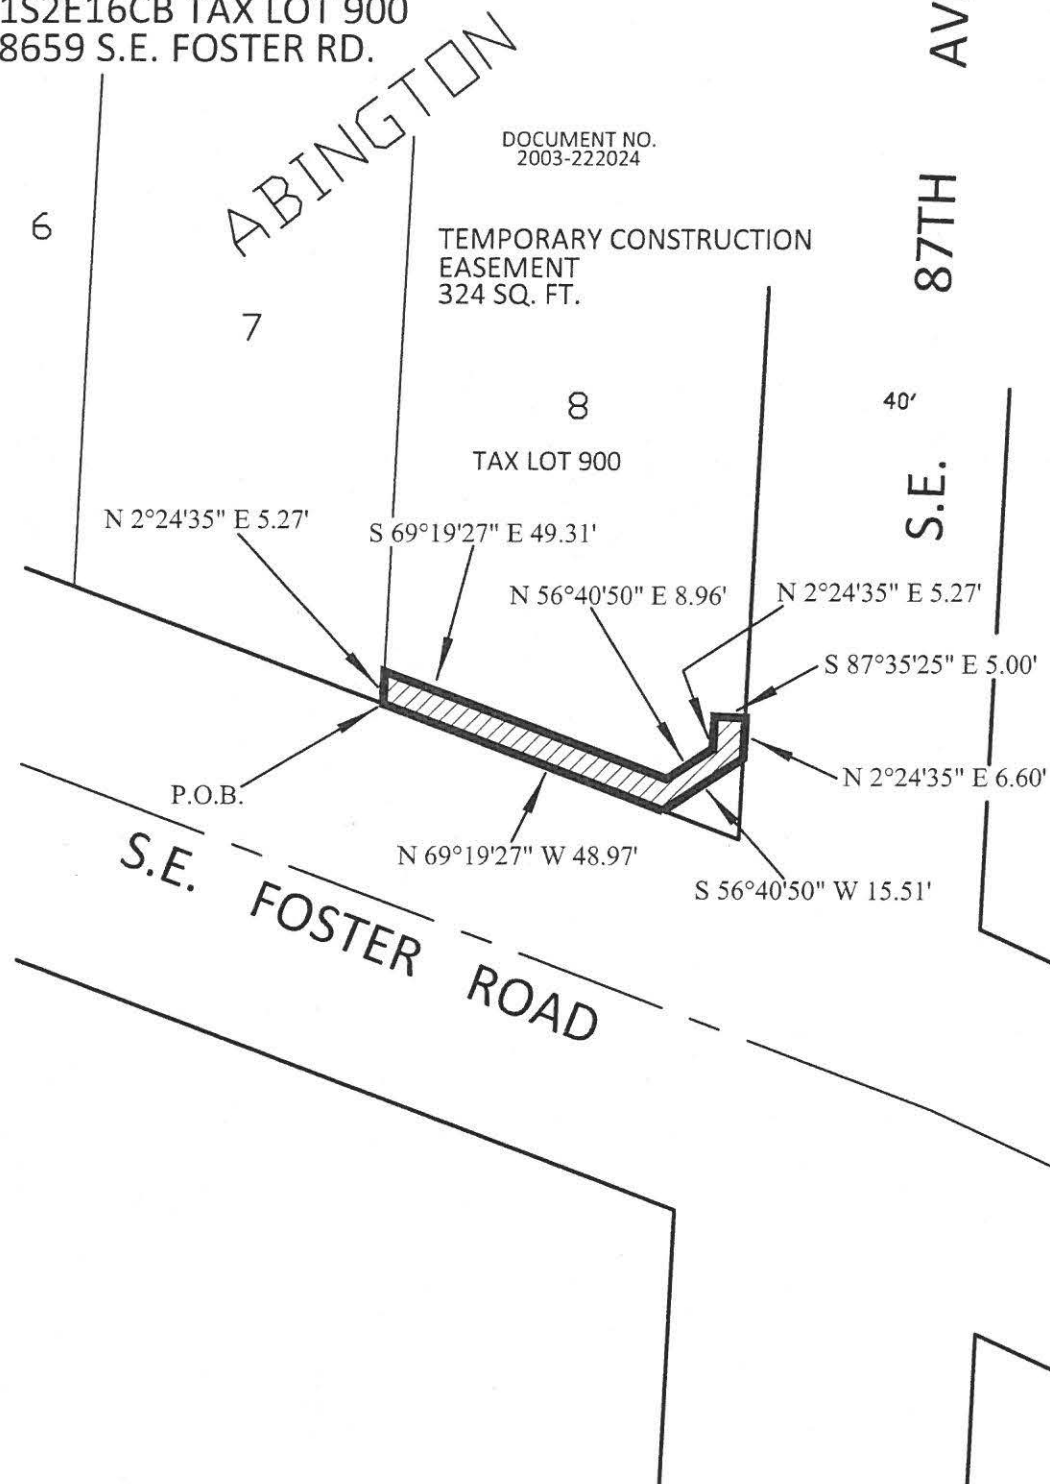 1S2E16CB TAX LOT 900
8659 S.E. FOSTER RD.
ABINGTON
DOCUMENT NO.
2003-222024
6
7
TEMPORARY CONSTRUCTION
EASEMENT
324 SQ. FT.
8
TAX LOT 900
40'
S.E. 87TH AV
N 2°24'35" E 5.27'
S 69°19'27" E 49.31'
N 56°40'50" E 8.96'
N 2°24'35" E 5.27'
S 87°35'25" E 5.00'
N 2°24'35" E 6.60'
P.O.B.
N 69°19'27" W 48.97'
S 56°40'50" W 15.51'
S.E. FOSTER ROAD